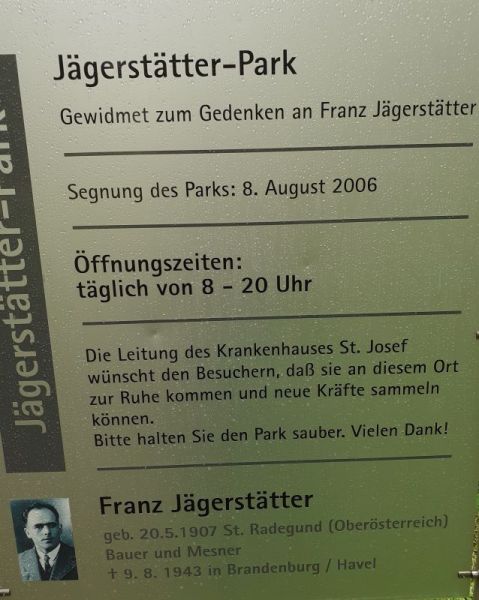 Jägerstätter-Park
Jägerstätter-Park
Gewidmet zum Gedenken an Franz Jägerstätter
Segnung des Parks: 8. August 2006
Öffnungszeiten:
täglich von 8 – 20 Uhr
Die Leitung des Krankenhauses St. Josef
wünscht den Besuchern, daß sie an diesem Ort
zur Ruhe kommen und neue Kräfte sammeln
können.
Bitte halten Sie den Park sauber. Vielen Dank!
Franz Jägerstätter
geb. 20.5.1907 St. Radegund (Oberösterreich)
Bauer und Mesner
✝ 9. 8. 1943 in Brandenburg / Havel